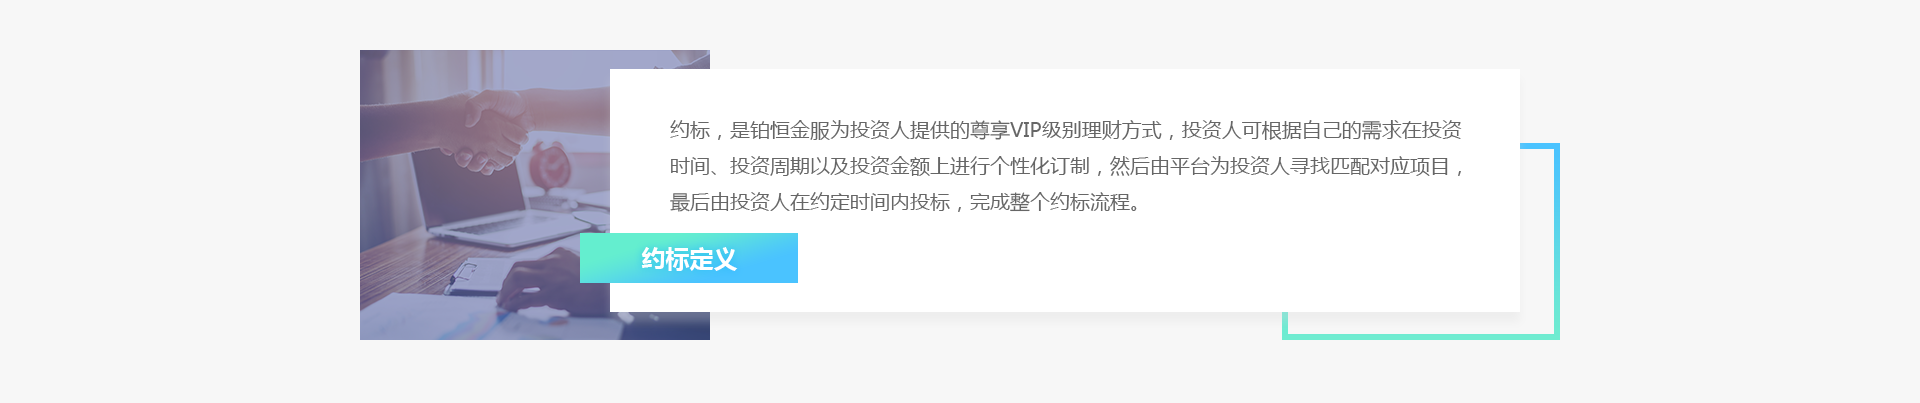 约标，是铂恒金服为投资人提供的尊享VIP级别理财方式，投资人可根据自己的需求在投资
时间、投资周期以及投资金额上进行个性化订制，然后由平台为投资人寻找匹配对应项目，
最后由投资人在约定时间内投标，完成整个约标流程。
约标定义